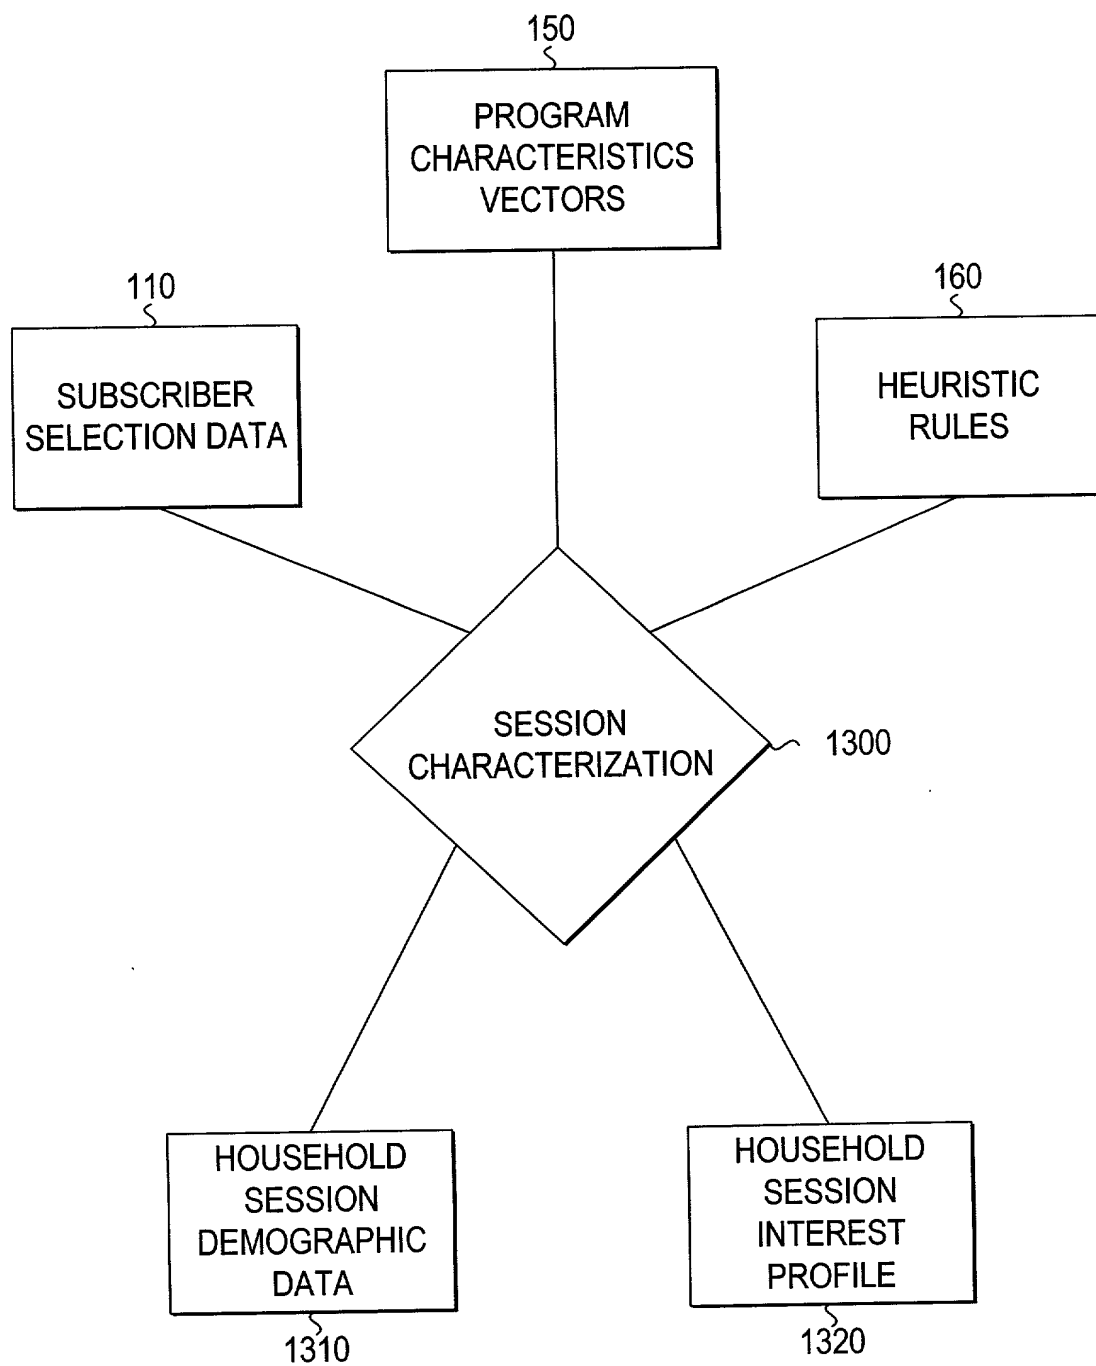 150
PROGRAM
CHARACTERISTICS
VECTORS
110
SUBSCRIBER
SELECTION DATA
160
HEURISTIC
RULES
SESSION
CHARACTERIZATION
1300
HOUSEHOLD
SESSION
DEMOGRAPHIC
DATA
1310
HOUSEHOLD
SESSION
INTEREST
PROFILE
1320